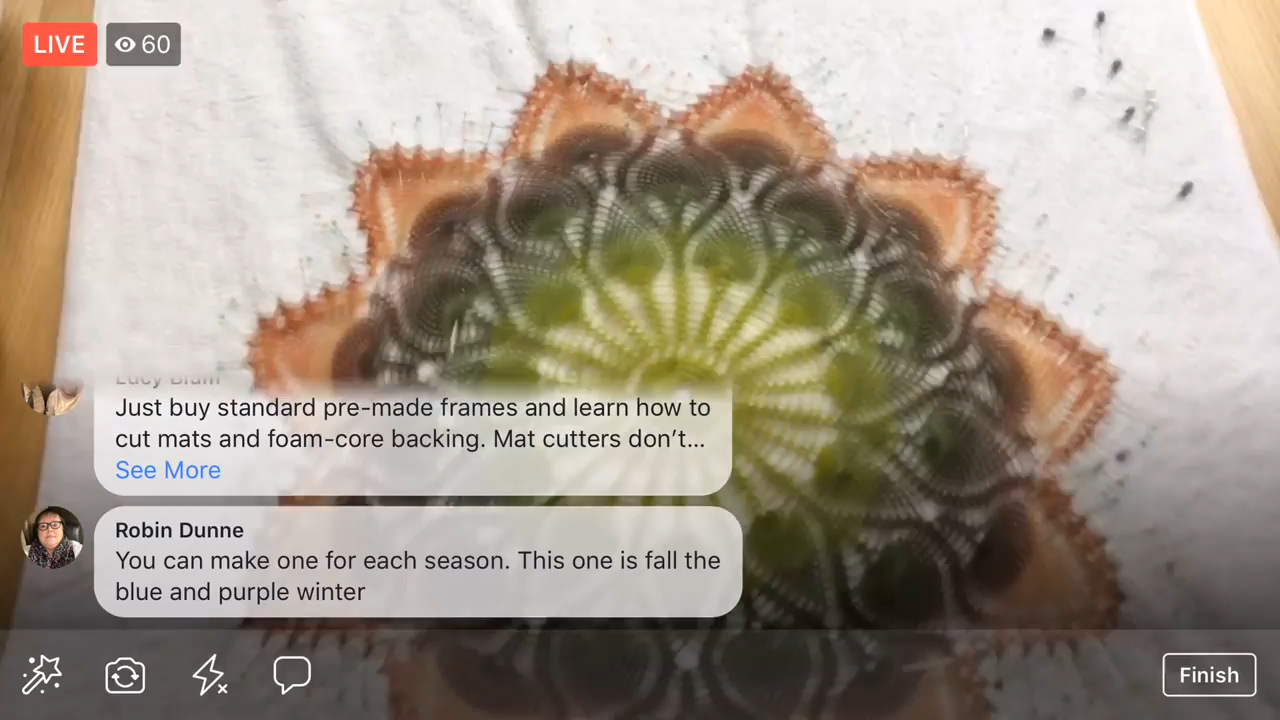 LIVE
60
Lucy Blam
Just buy standard pre-made frames and learn how to
cut mats and foam-core backing. Mat cutters don’t...
See More
Robin Dunne
You can make one for each season. This one is fall the
blue and purple winter
Finish